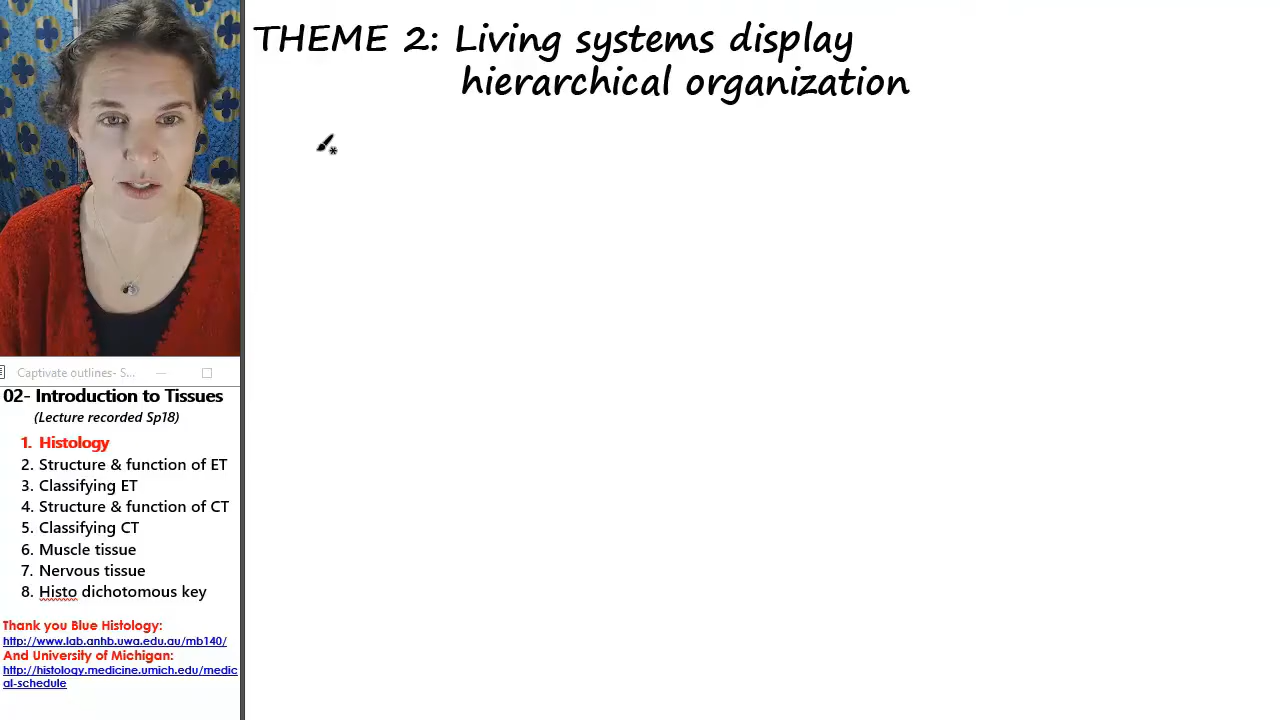 THEME 2: Living systems display
hierarchical organization
Captivate outlines- S...
02- Introduction to Tissues
(Lecture recorded Sp18)
1. Histology
2. Structure & function of ET
3. Classifying ET
4. Structure & function of CT
5. Classifying CT
6. Muscle tissue
7. Nervous tissue
8. Histo dichotomous key
Thank you Blue Histology:
http://www.lab.anhb.uwa.edu.au/mb140/
And University of Michigan:
http://histology.medicine.umich.edu/medic
al-schedule